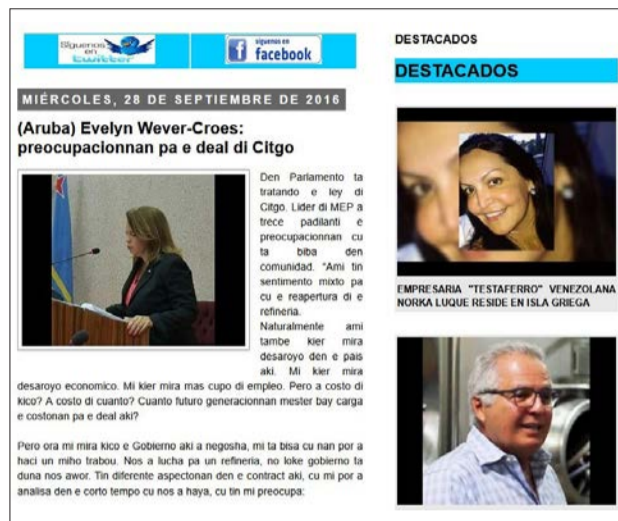 Síguenos
en
twitter
síguenos en
facebook
MIÉRCOLES, 28 DE SEPTIEMBRE DE 2016
(Aruba) Evelyn Wever-Croes:
preocupacionnan pa e deal di Citgo
Den Parlamento ta
tratando e ley di
Citgo. Lider di MEP a
trece padilanti e
preocupacionnan cu
ta biba den
comunidad. "Ami tin
sentimento mixto pa
cu e reapertura di e
refineria.
Naturalmente ami
tambe kier mira
desaroyo den e pais
aki. Mi kier mira
desaroyo economico. Mi kier mira mas cupo di empleo. Pero a costo di
kico? A costo di cuanto? Cuanto futuro generacionnan mester bay carga
e costonan pa e deal aki?
Pero ora mi mira kico e Gobierno aki a negosha, mi ta bisa cu nan por a
haci un miho trabou. Nos a lucha pa un refineria, no loke gobierno ta
duna nos awor. Tin diferente aspectonan den e contract aki, cu mi por a
analisa den e corto tempo cu nos a haya, cu tin mi preocupa:
DESTACADOS
DESTACADOS
EMPRESARIA "TESTAFERRO" VENEZOLANA
NORKA LUQUE RESIDE EN ISLA GRIEGA